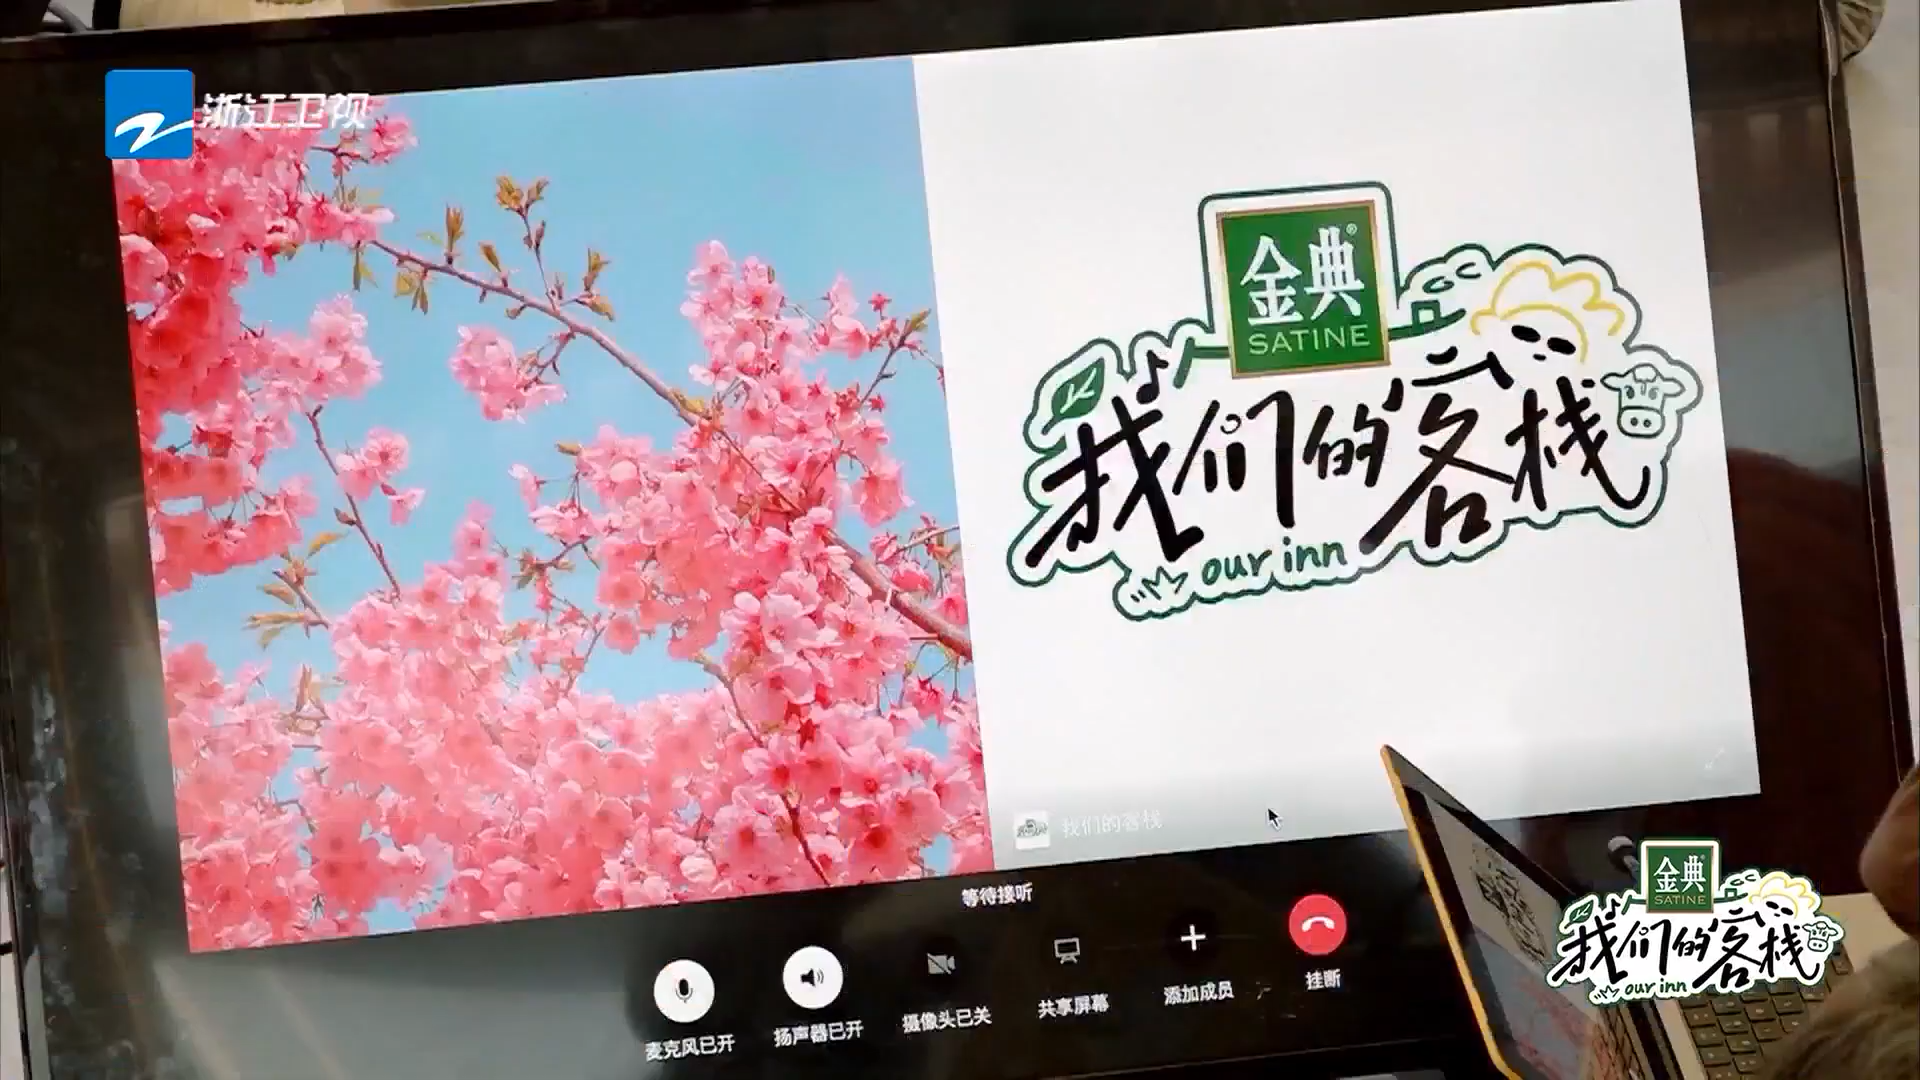 浙江卫视
金典®
SATINE
我们的客栈
our inn
我们的客栈
等待接听
麦克风已开
扬声器已开
摄像头已关
共享屏幕
添加成员
挂断
金典
SATINE
我们的客栈
our inn